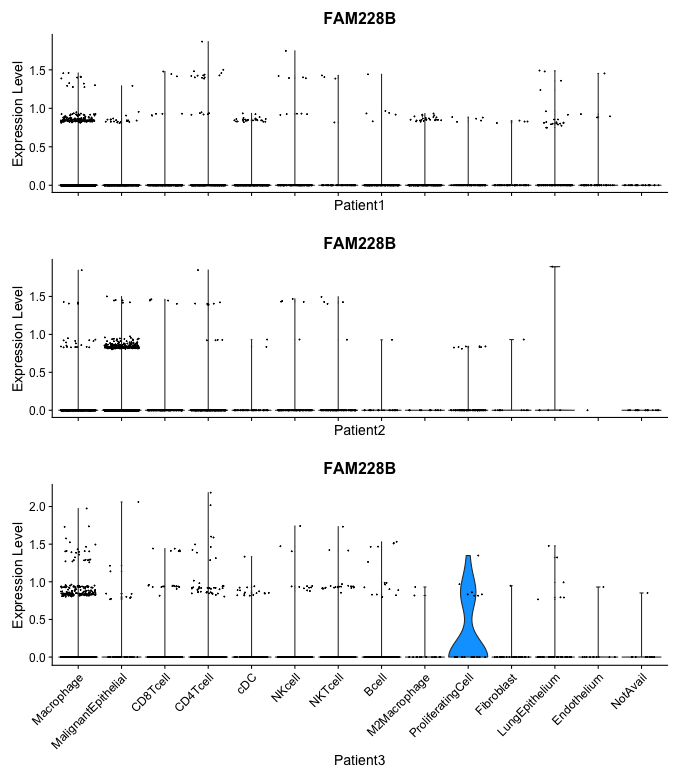 FAM228B
Expression Level
1.5
1.0
0.5
0.0
Patient1
FAM228B
Expression Level
1.5
1.0
0.5
0.0
Patient2
FAM228B
Expression Level
2.0
1.5
1.0
0.5
0.0
Macrophage
MalignantEpithelial
CD8Tcell
CD4Tcell
cDC
NKcell
NKTcell
Bcell
M2Macrophage
ProliferatingCell
Fibroblast
LungEpithelium
Endothelium
NotAvail
Patient3